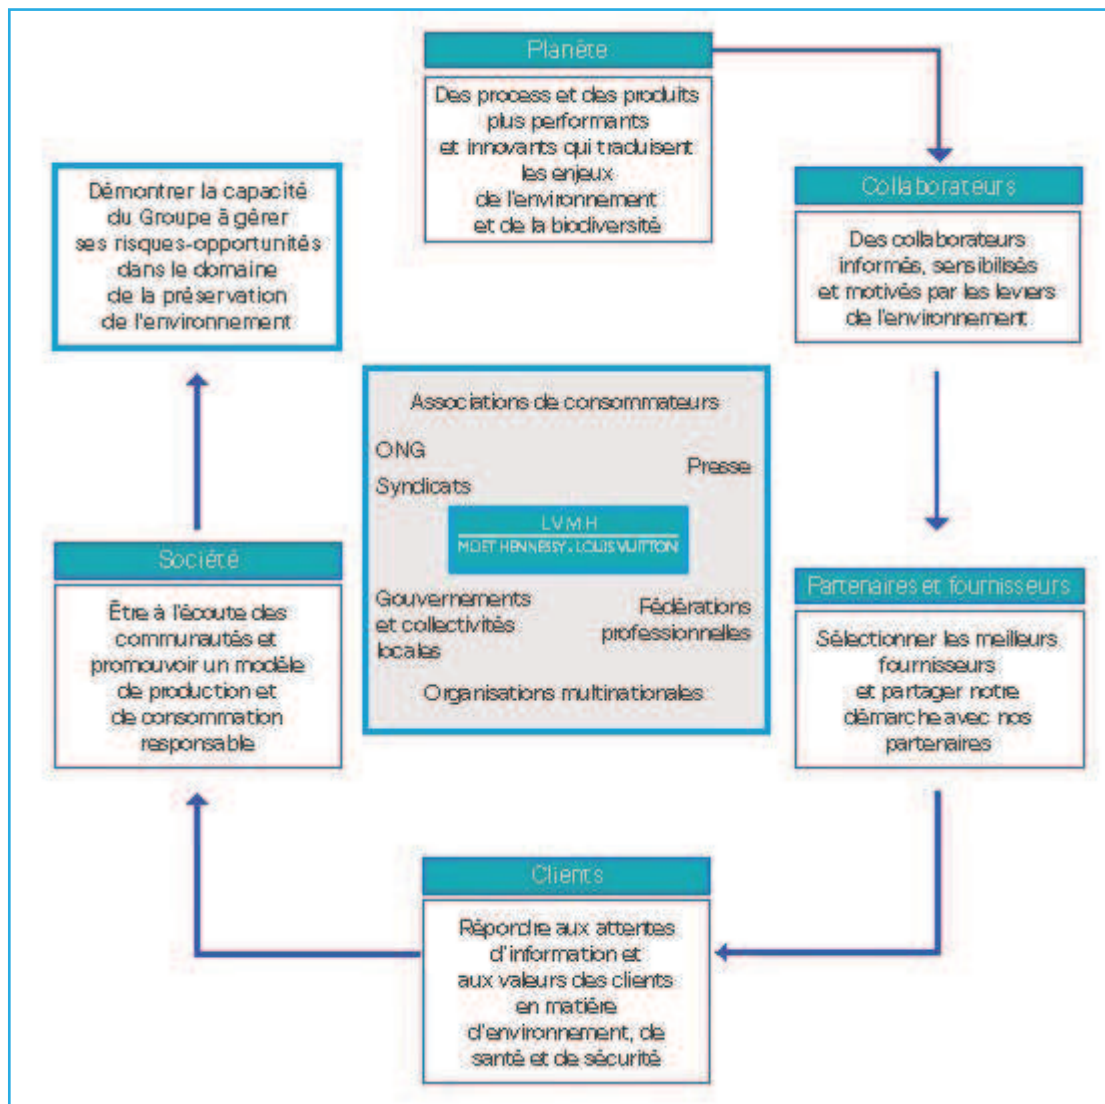 Planète
Des process et des produits
plus performants
et innovants qui traduisent
les enjeux
de l'environnement
et de la biodiversité
Collaborateurs
Des collaborateurs
informés, sensibilisés
et motivés par les leviers
de l'environnement
Partenaires et fournisseurs
Sélectionner les meilleurs
fournisseurs
et partager notre
démarche avec nos
partenaires
Clients
Répondre aux attentes
d'information et
aux valeurs des clients
en matière
d'environnement, de
santé et de sécurité
Société
Être à l'écoute des
communautés et
promouvoir un modèle
de production et
de consommation
responsable
Démontrer la capacité
du Groupe à gérer
ses risques-opportunités
dans le domaine
de la préservation
de l'environnement
Associations de consommateurs
ONG
Presse
Syndicats
LVMH
MOËT HENNESSY . LOUIS VUITTON
Gouvernements
et collectivités
locales
Fédérations
professionnelles
Organisations multinationales